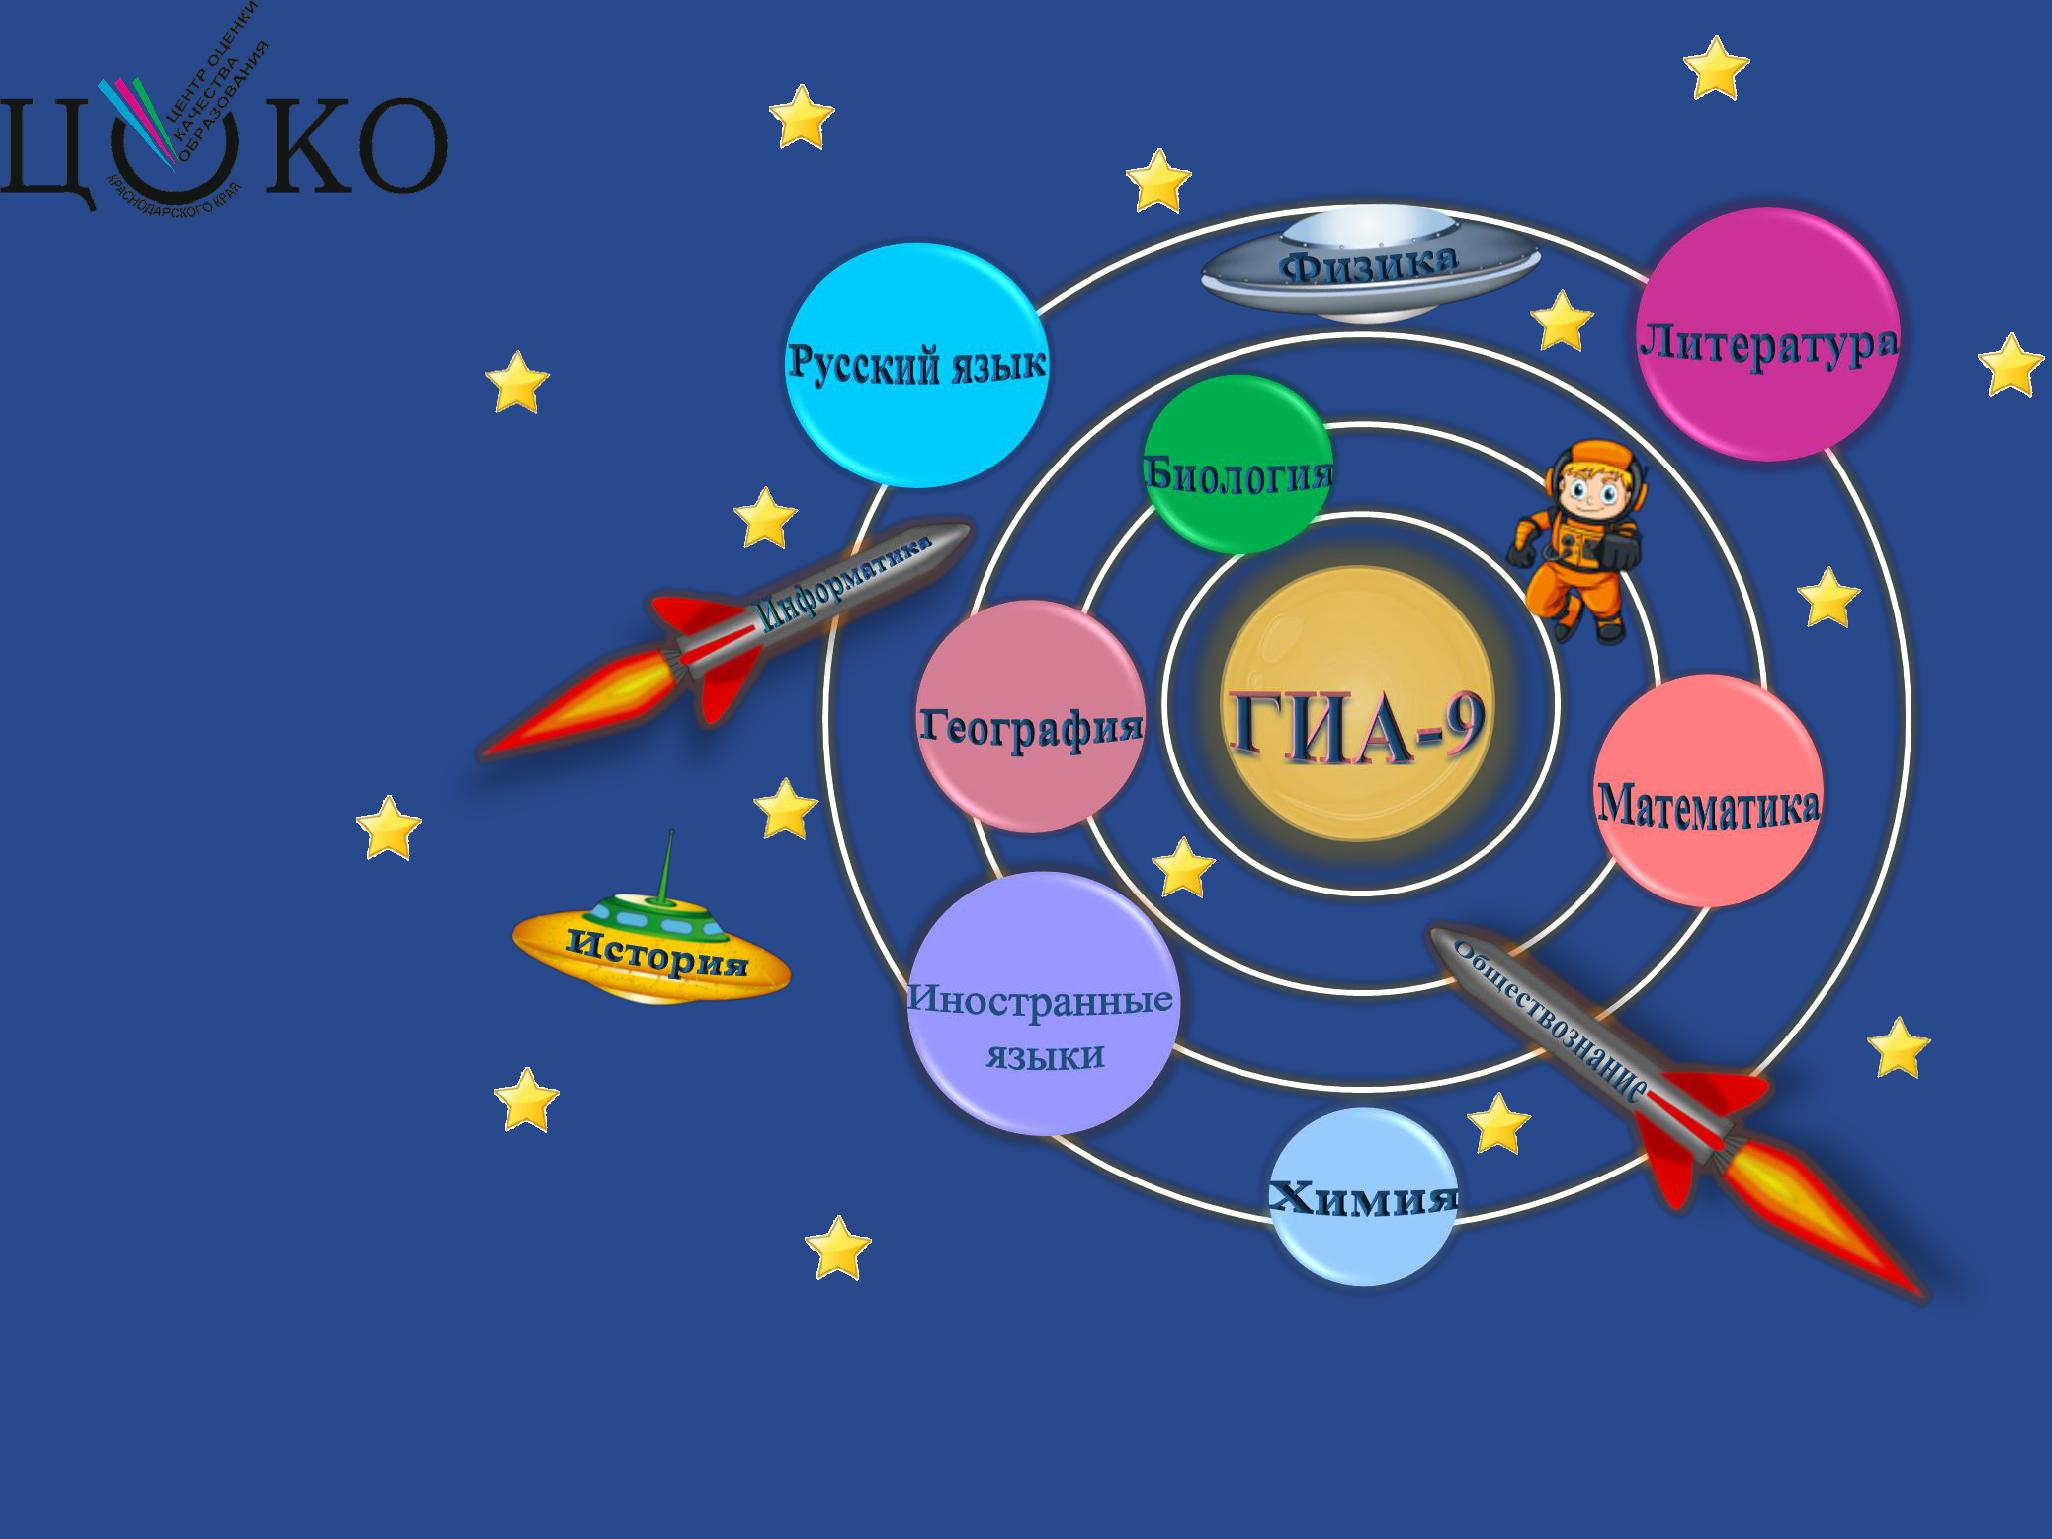 ЦОКО
ЦЕНТР ОЦЕНКИ
КАЧЕСТВА
ОБРАЗОВАНИЯ
КРАСНОДАРСКОГО КРАЯ
Физика
Русский язык
Литература
Биология
Информатика
География
ГИА-9
Математика
История
Иностранные
языки
Обществознание
Химия